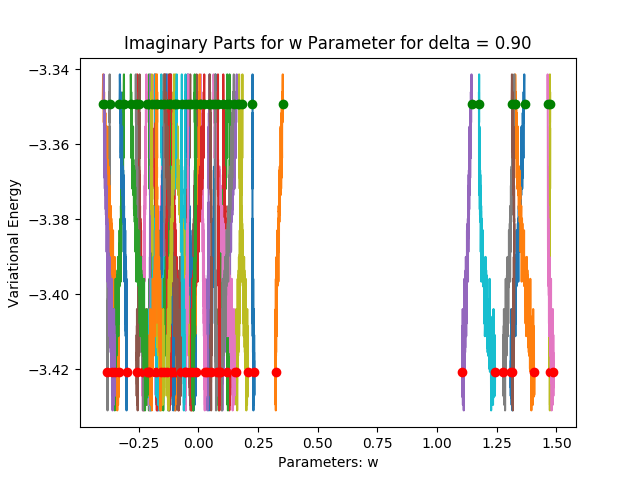 Imaginary Parts for w Parameter for delta = 0.90
−3.34
−3.36
−3.38
−3.40
−3.42
Variational Energy
−0.25 0.00 0.25 0.50 0.75 1.00 1.25 1.50
Parameters: w